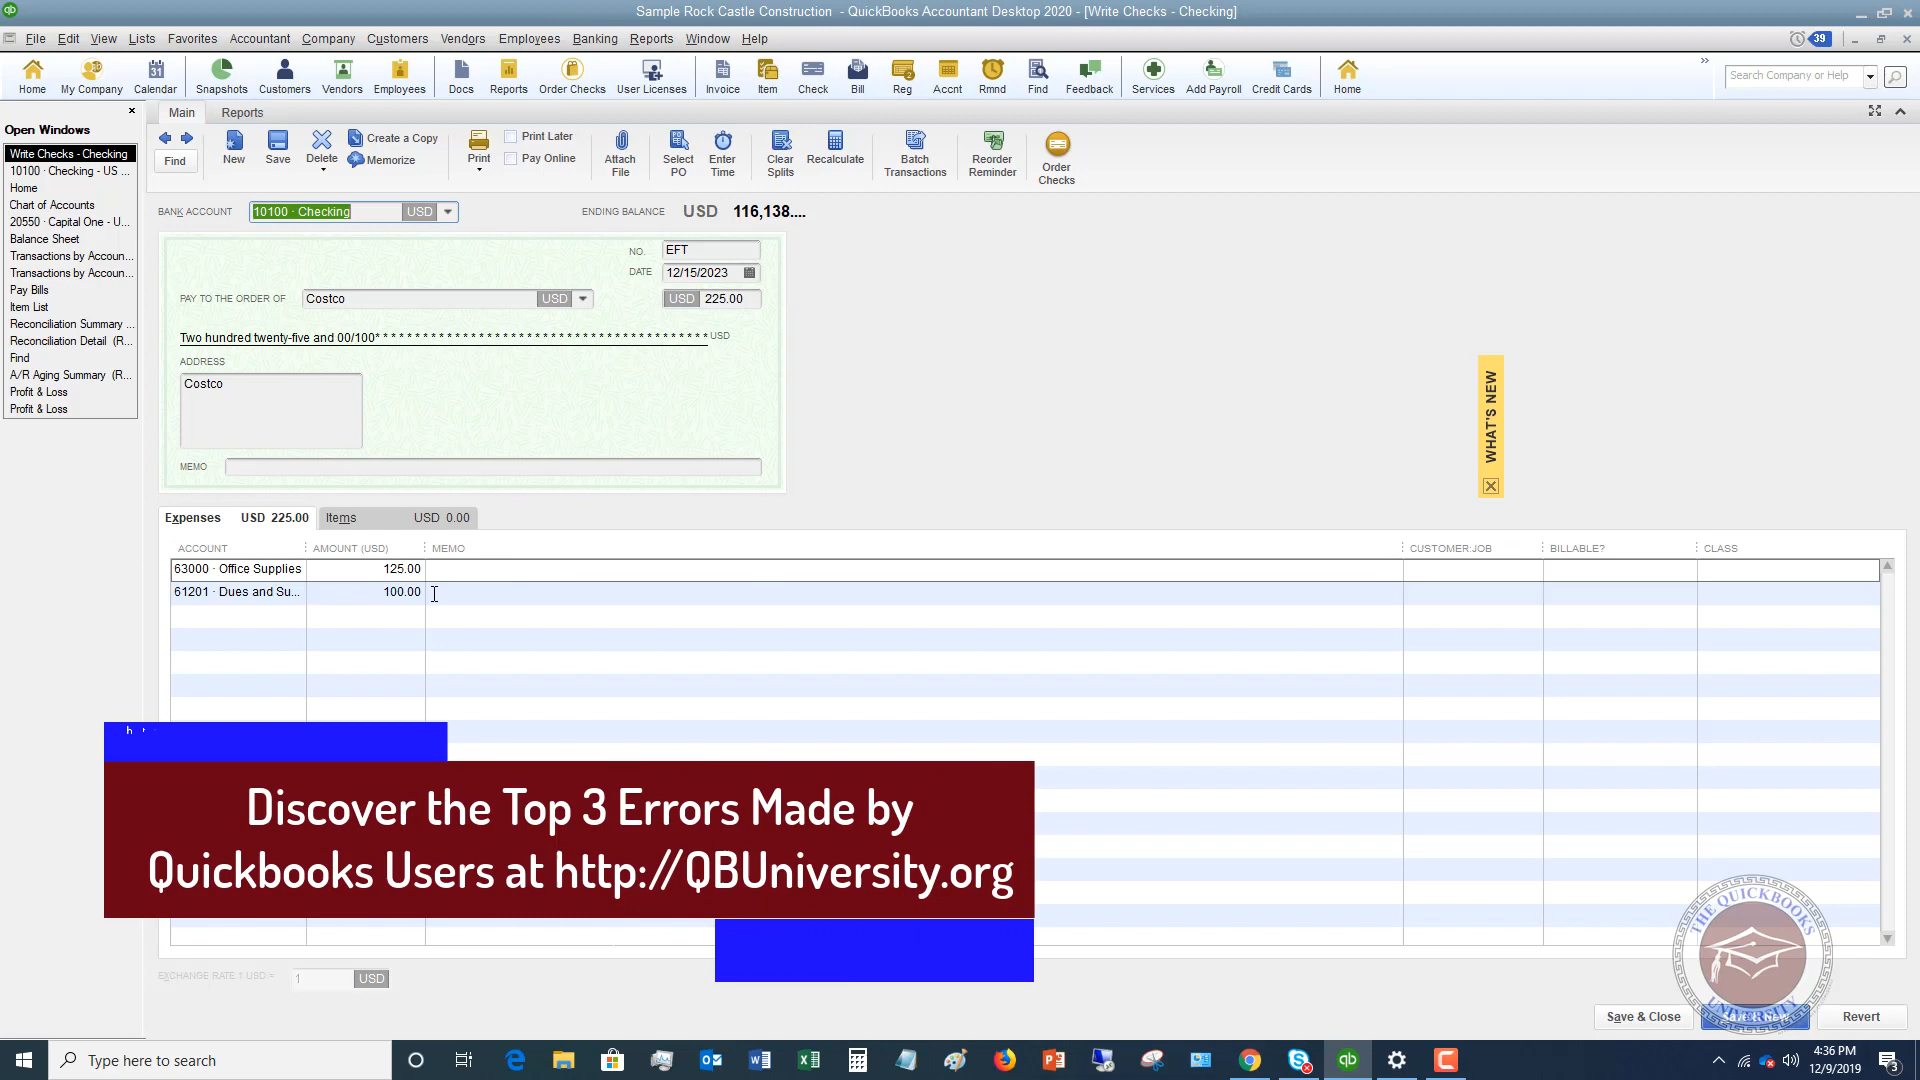 Sample Rock Castle Construction - QuickBooks Accountant Desktop 2020 - [Write Checks - Checking]
File Edit View Lists Favorites Accountant Company Customers Vendors Employees Banking Reports Window Help
39
Home My Company Calendar Snapshots Customers Vendors Employees Docs Reports Order Checks User Licenses Invoice Item Check Bill Reg Accnt Rmnd Find Feedback Services Add Payroll Credit Cards Home
31
Search Company or Help
Main Reports
Open Windows
Write Checks - Checking
10100 · Checking - US ...
Home
Chart of Accounts
20550 · Capital One - U...
Balance Sheet
Transactions by Accoun...
Transactions by Accoun...
Pay Bills
Item List
Reconciliation Summary ...
Reconciliation Detail (R...
Find
A/R Aging Summary (R...
Profit & Loss
Profit & Loss
Find
New
Save
Delete
Create a Copy
Memorize
Print
Print Later
Pay Online
Attach File
Select PO
Enter Time
Clear Splits
Recalculate
Batch Transactions
Reorder Reminder
Order Checks
BANK ACCOUNT 10100 · Checking USD
ENDING BALANCE USD 116,138....
NO. EFT
DATE 12/15/2023
PAY TO THE ORDER OF Costco USD
USD 225.00
Two hundred twenty-five and 00/100* * * * * * * * * * * * * * * * * * * * * * * * * * * * * * * * * * USD
ADDRESS
Costco
MEMO
WHAT'S NEW
Expenses USD 225.00 Items USD 0.00
ACCOUNT AMOUNT (USD) MEMO CUSTOMER:JOB BILLABLE? CLASS
63000 · Office Supplies 125.00
61201 · Dues and Su... 100.00
Discover the Top 3 Errors Made by
Quickbooks Users at http://QBUniversity.org
EXCHANGE RATE 1 USD = 1 USD
THE QUICKBOOKS
UNIVERSITY
Save & Close
Revert
Type here to search
4:36 PM
12/9/2019
3